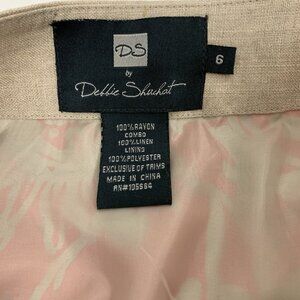 DS
by
Debbie Shuchat
6
100% RAYON
COMBO
100% LINEN
LINING
100% POLYESTER
EXCLUSIVE OF TRIMS
MADE IN CHINA
RN#105664